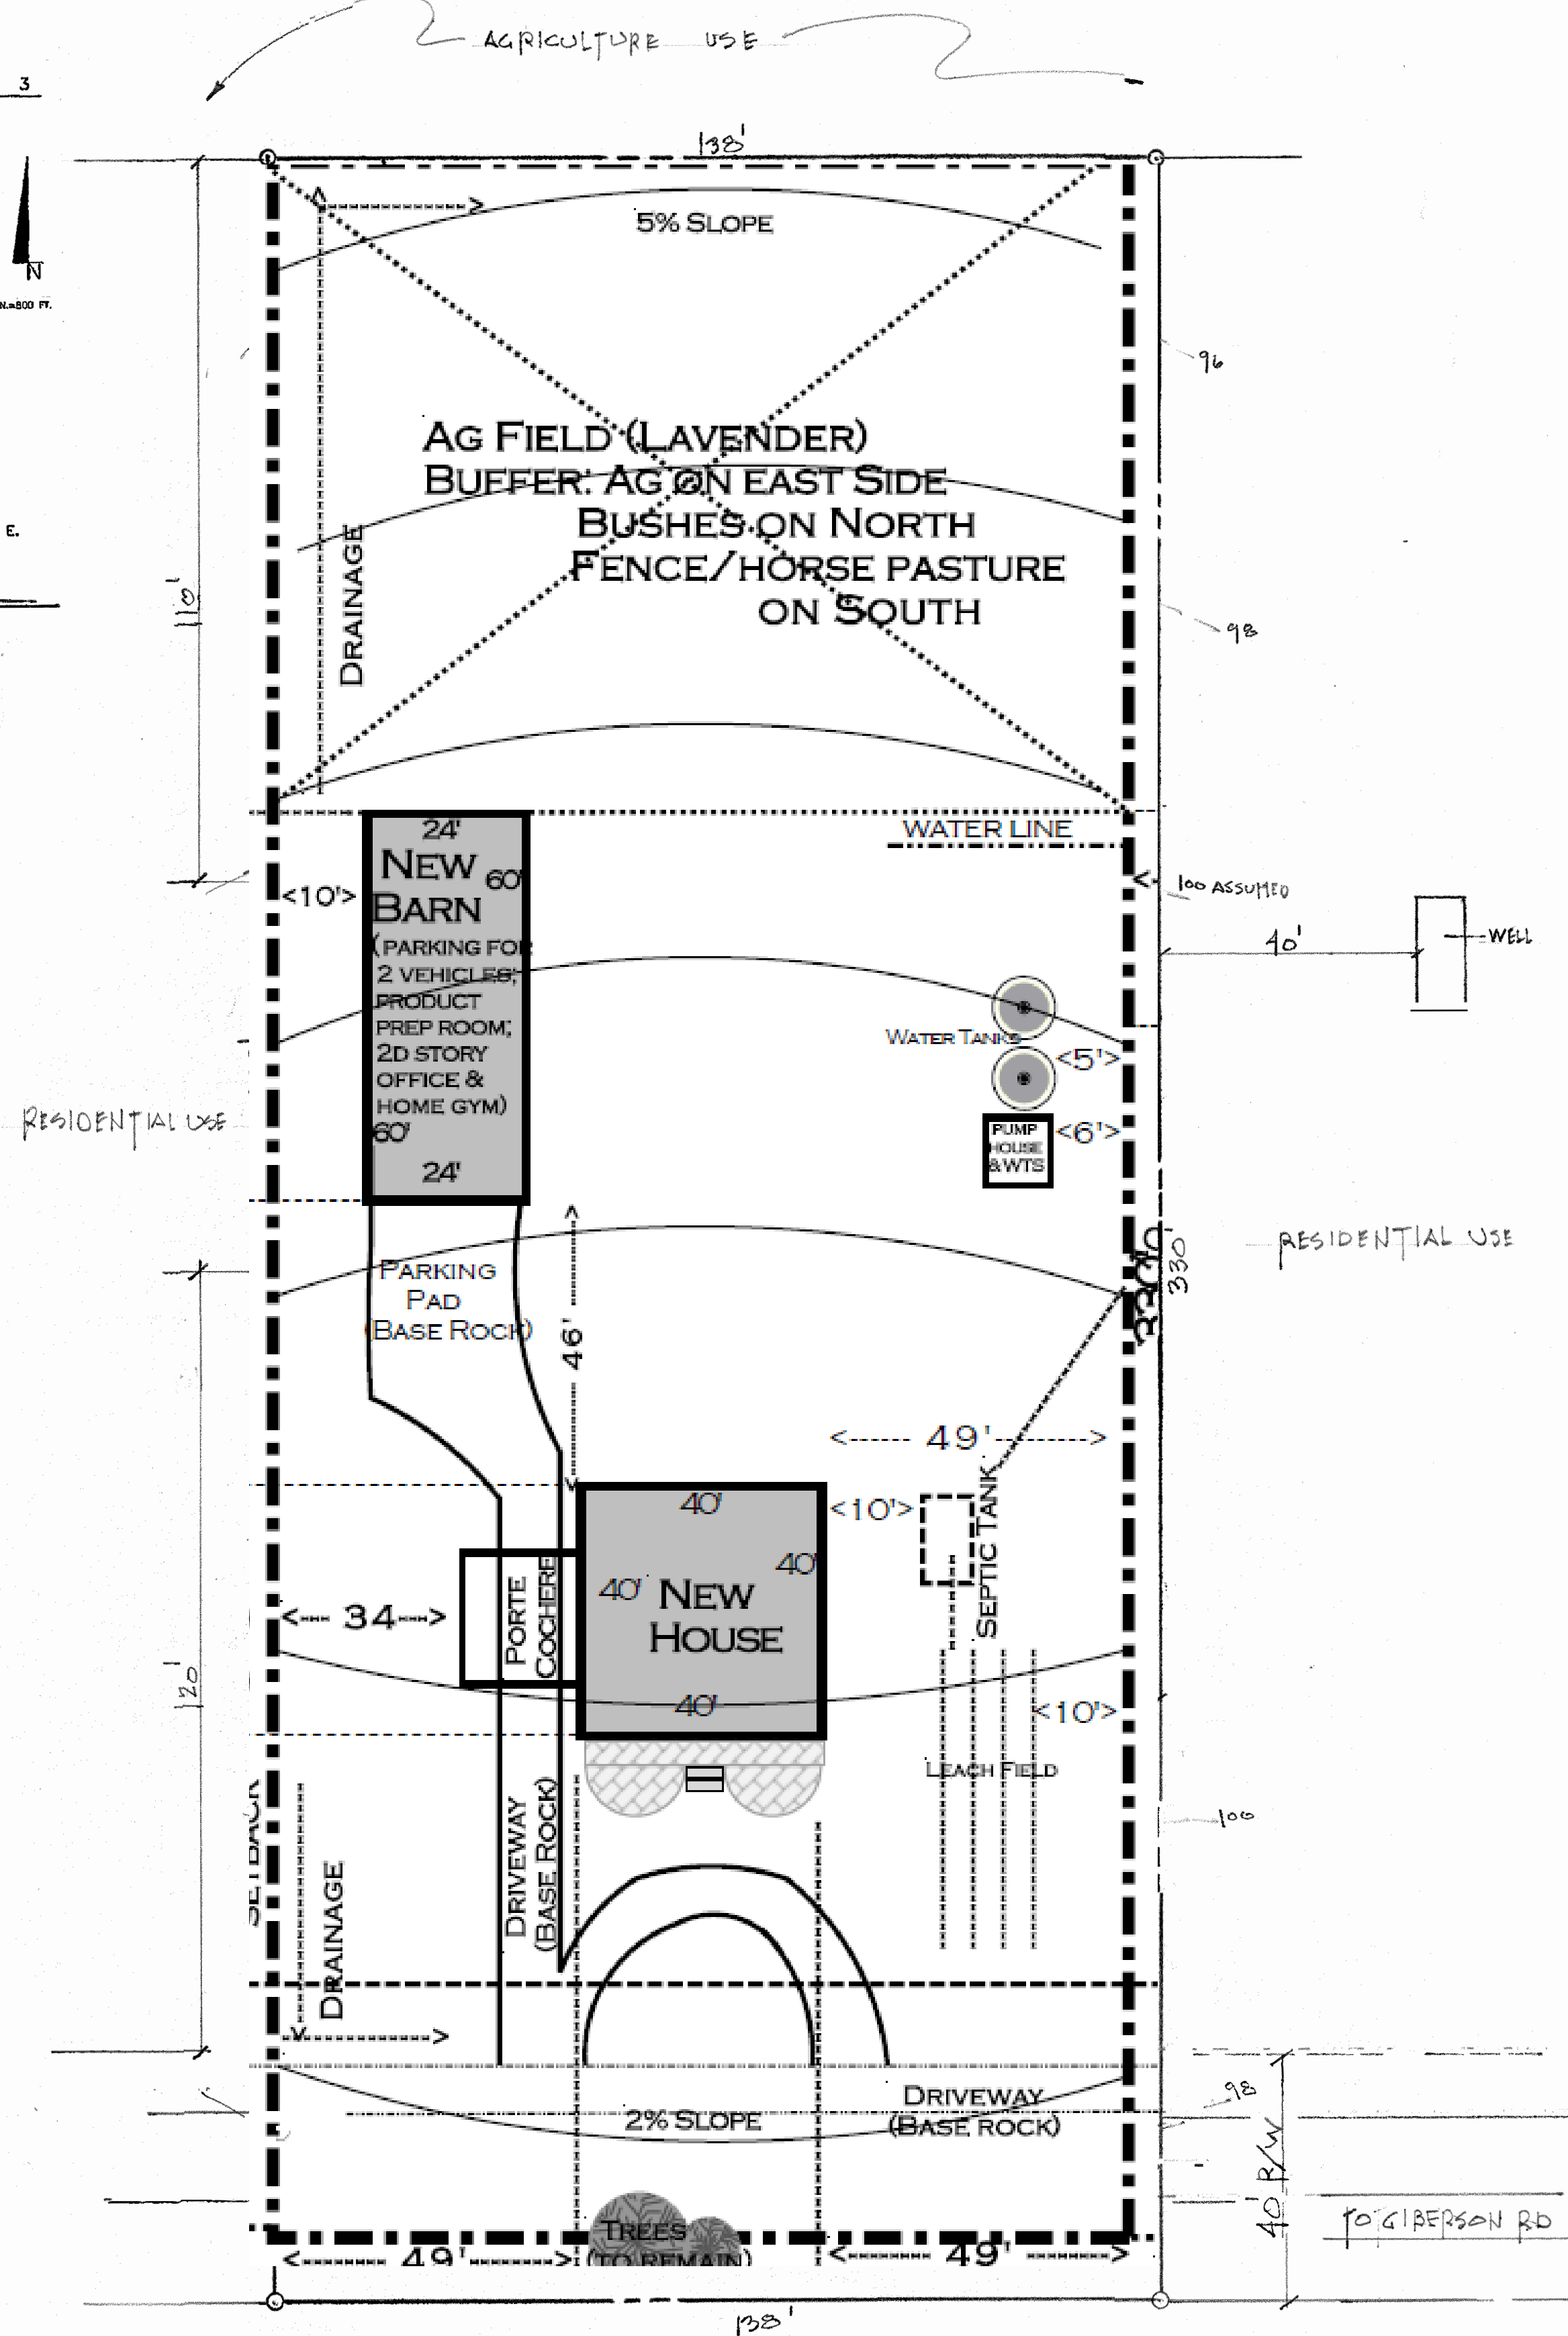 AGRICULTURE USE
3
138'
N
N.=800 FT.
5% SLOPE
96
AG FIELD (LAVENDER)
BUFFER: AG ON EAST SIDE
BUSHES ON NORTH
FENCE/HORSE PASTURE
ON SOUTH
E.
DRAINAGE
110'
98
24'
WATER LINE
NEW
60'
BARN
<10'>
100 ASSUMED
40'
WELL
(PARKING FOR
2 VEHICLES;
PRODUCT
PREP ROOM;
2D STORY
OFFICE &
HOME GYM)
60'
24'
WATER TANKS
<5'>
PUMP
HOUSE
& WTS
<6'>
RESIDENTIAL USE
RESIDENTIAL USE
330'
330'
PARKING
PAD
(BASE ROCK)
46'
<------ 49'-------->
40'
<10'>
SEPTIC TANK
40'
40'
NEW
HOUSE
PORTE
COCHERE
<--- 34--->
40'
<10'>
120'
LEACH FIELD
DRIVEWAY
(BASE ROCK)
SETBACK
DRAINAGE
100
98
DRIVEWAY
(BASE ROCK)
2% SLOPE
40' R/W
TO GIBERSON RD
TREES
(TO REMAIN)
49'
49'
138'